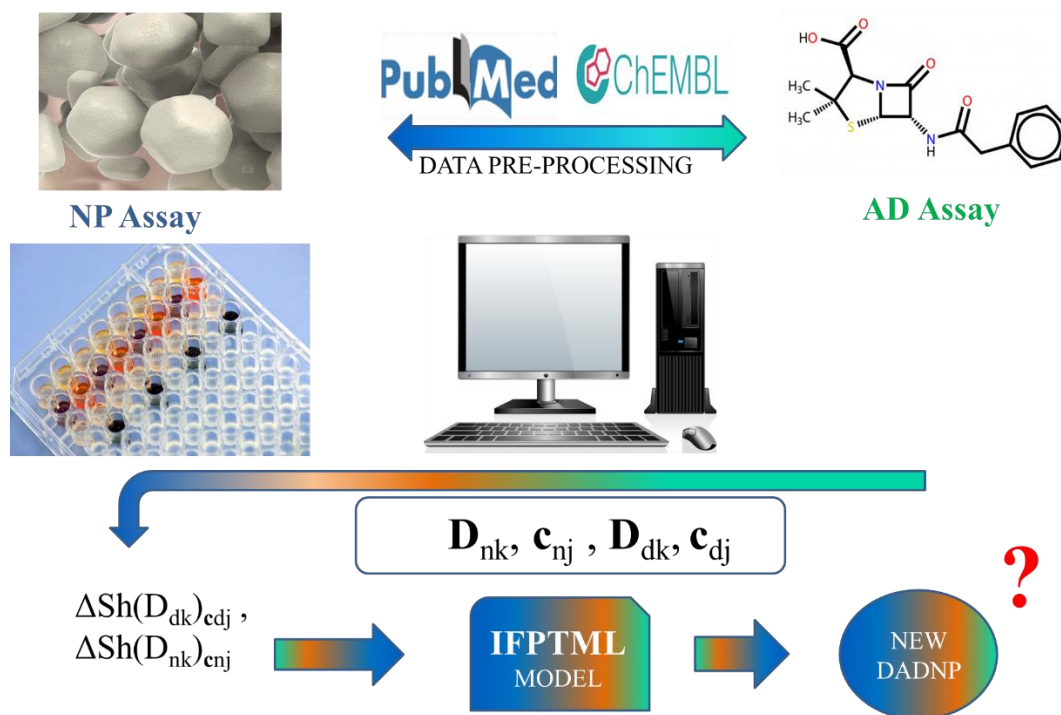 PubMed
ChEMBL
DATA PRE-PROCESSING
O
HO
O
N
H₃C
H₃C
S
N
H
O
NP Assay
AD Assay
Dnk, cnj , Ddk, cdj
?
ΔSh(Ddk)cdj ,
ΔSh(Dnk)cnj
IFPTML
MODEL
NEW
DADNP